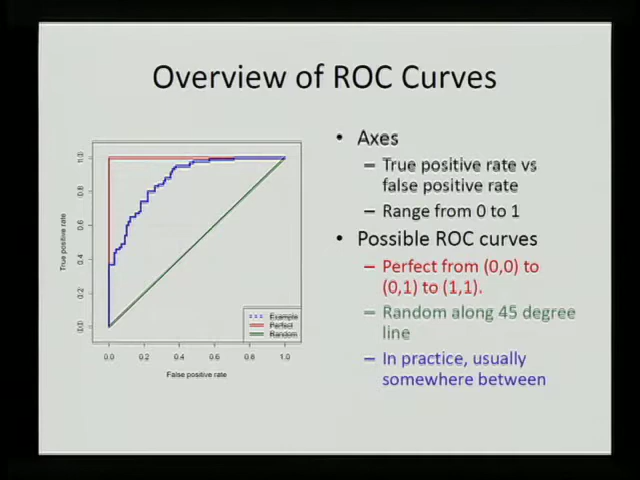 Overview of ROC Curves
• Axes
– True positive rate vs
false positive rate
– Range from 0 to 1
• Possible ROC curves
– Perfect from (0,0) to
(0,1) to (1,1).
– Random along 45 degree
line
– In practice, usually
somewhere between
True positive rate
1.0
0.8
0.6
0.4
0.2
0.0
Example
Perfect
Random
0.0 0.2 0.4 0.6 0.8 1.0
False positive rate